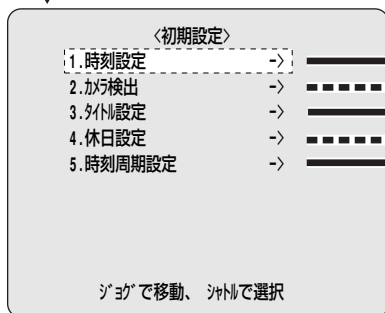 〈初期設定〉
1.時刻設定 -〉
2.ｶﾒﾗ検出 -〉
3.ﾀｲﾄﾙ設定 -〉
4.休日設定 -〉
5.時刻周期設定 -〉
ｼﾞｮｸﾞで移動、 ｼｬﾄﾙで選択